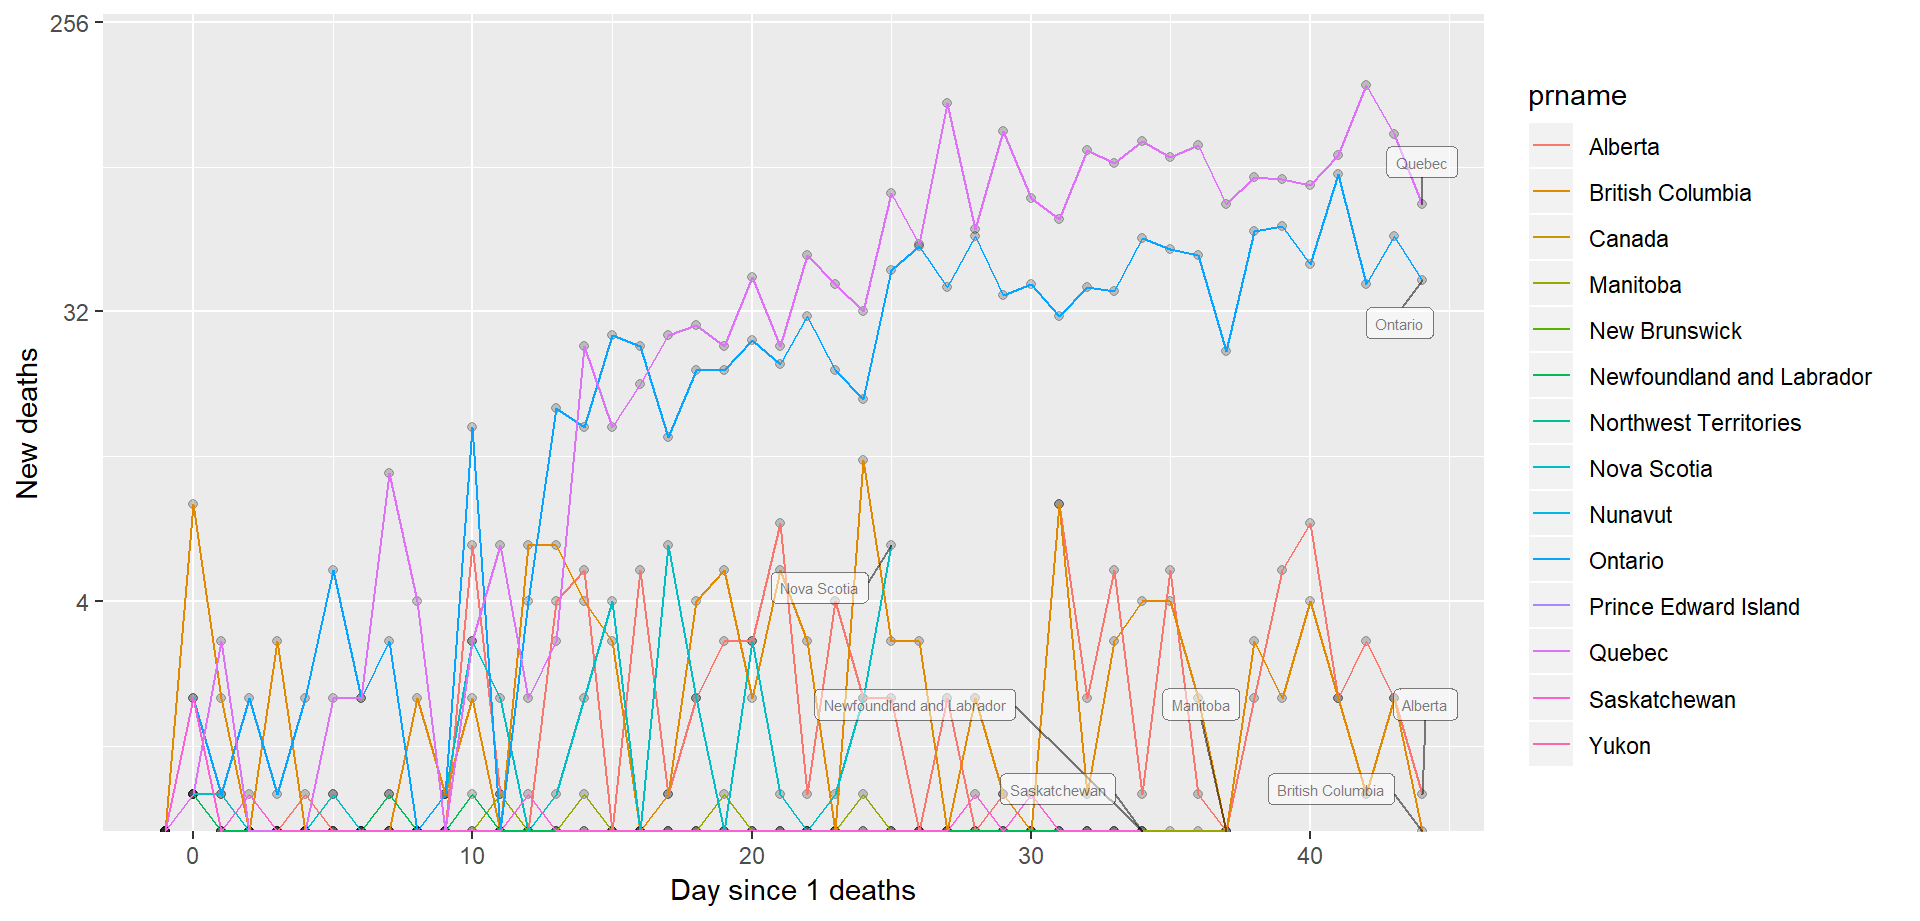 256
32
4
New deaths
0
10
20
30
40
Day since 1 deaths
Quebec
Ontario
Nova Scotia
Newfoundland and Labrador
Manitoba
Alberta
Saskatchewan
British Columbia
prname
Alberta
British Columbia
Canada
Manitoba
New Brunswick
Newfoundland and Labrador
Northwest Territories
Nova Scotia
Nunavut
Ontario
Prince Edward Island
Quebec
Saskatchewan
Yukon